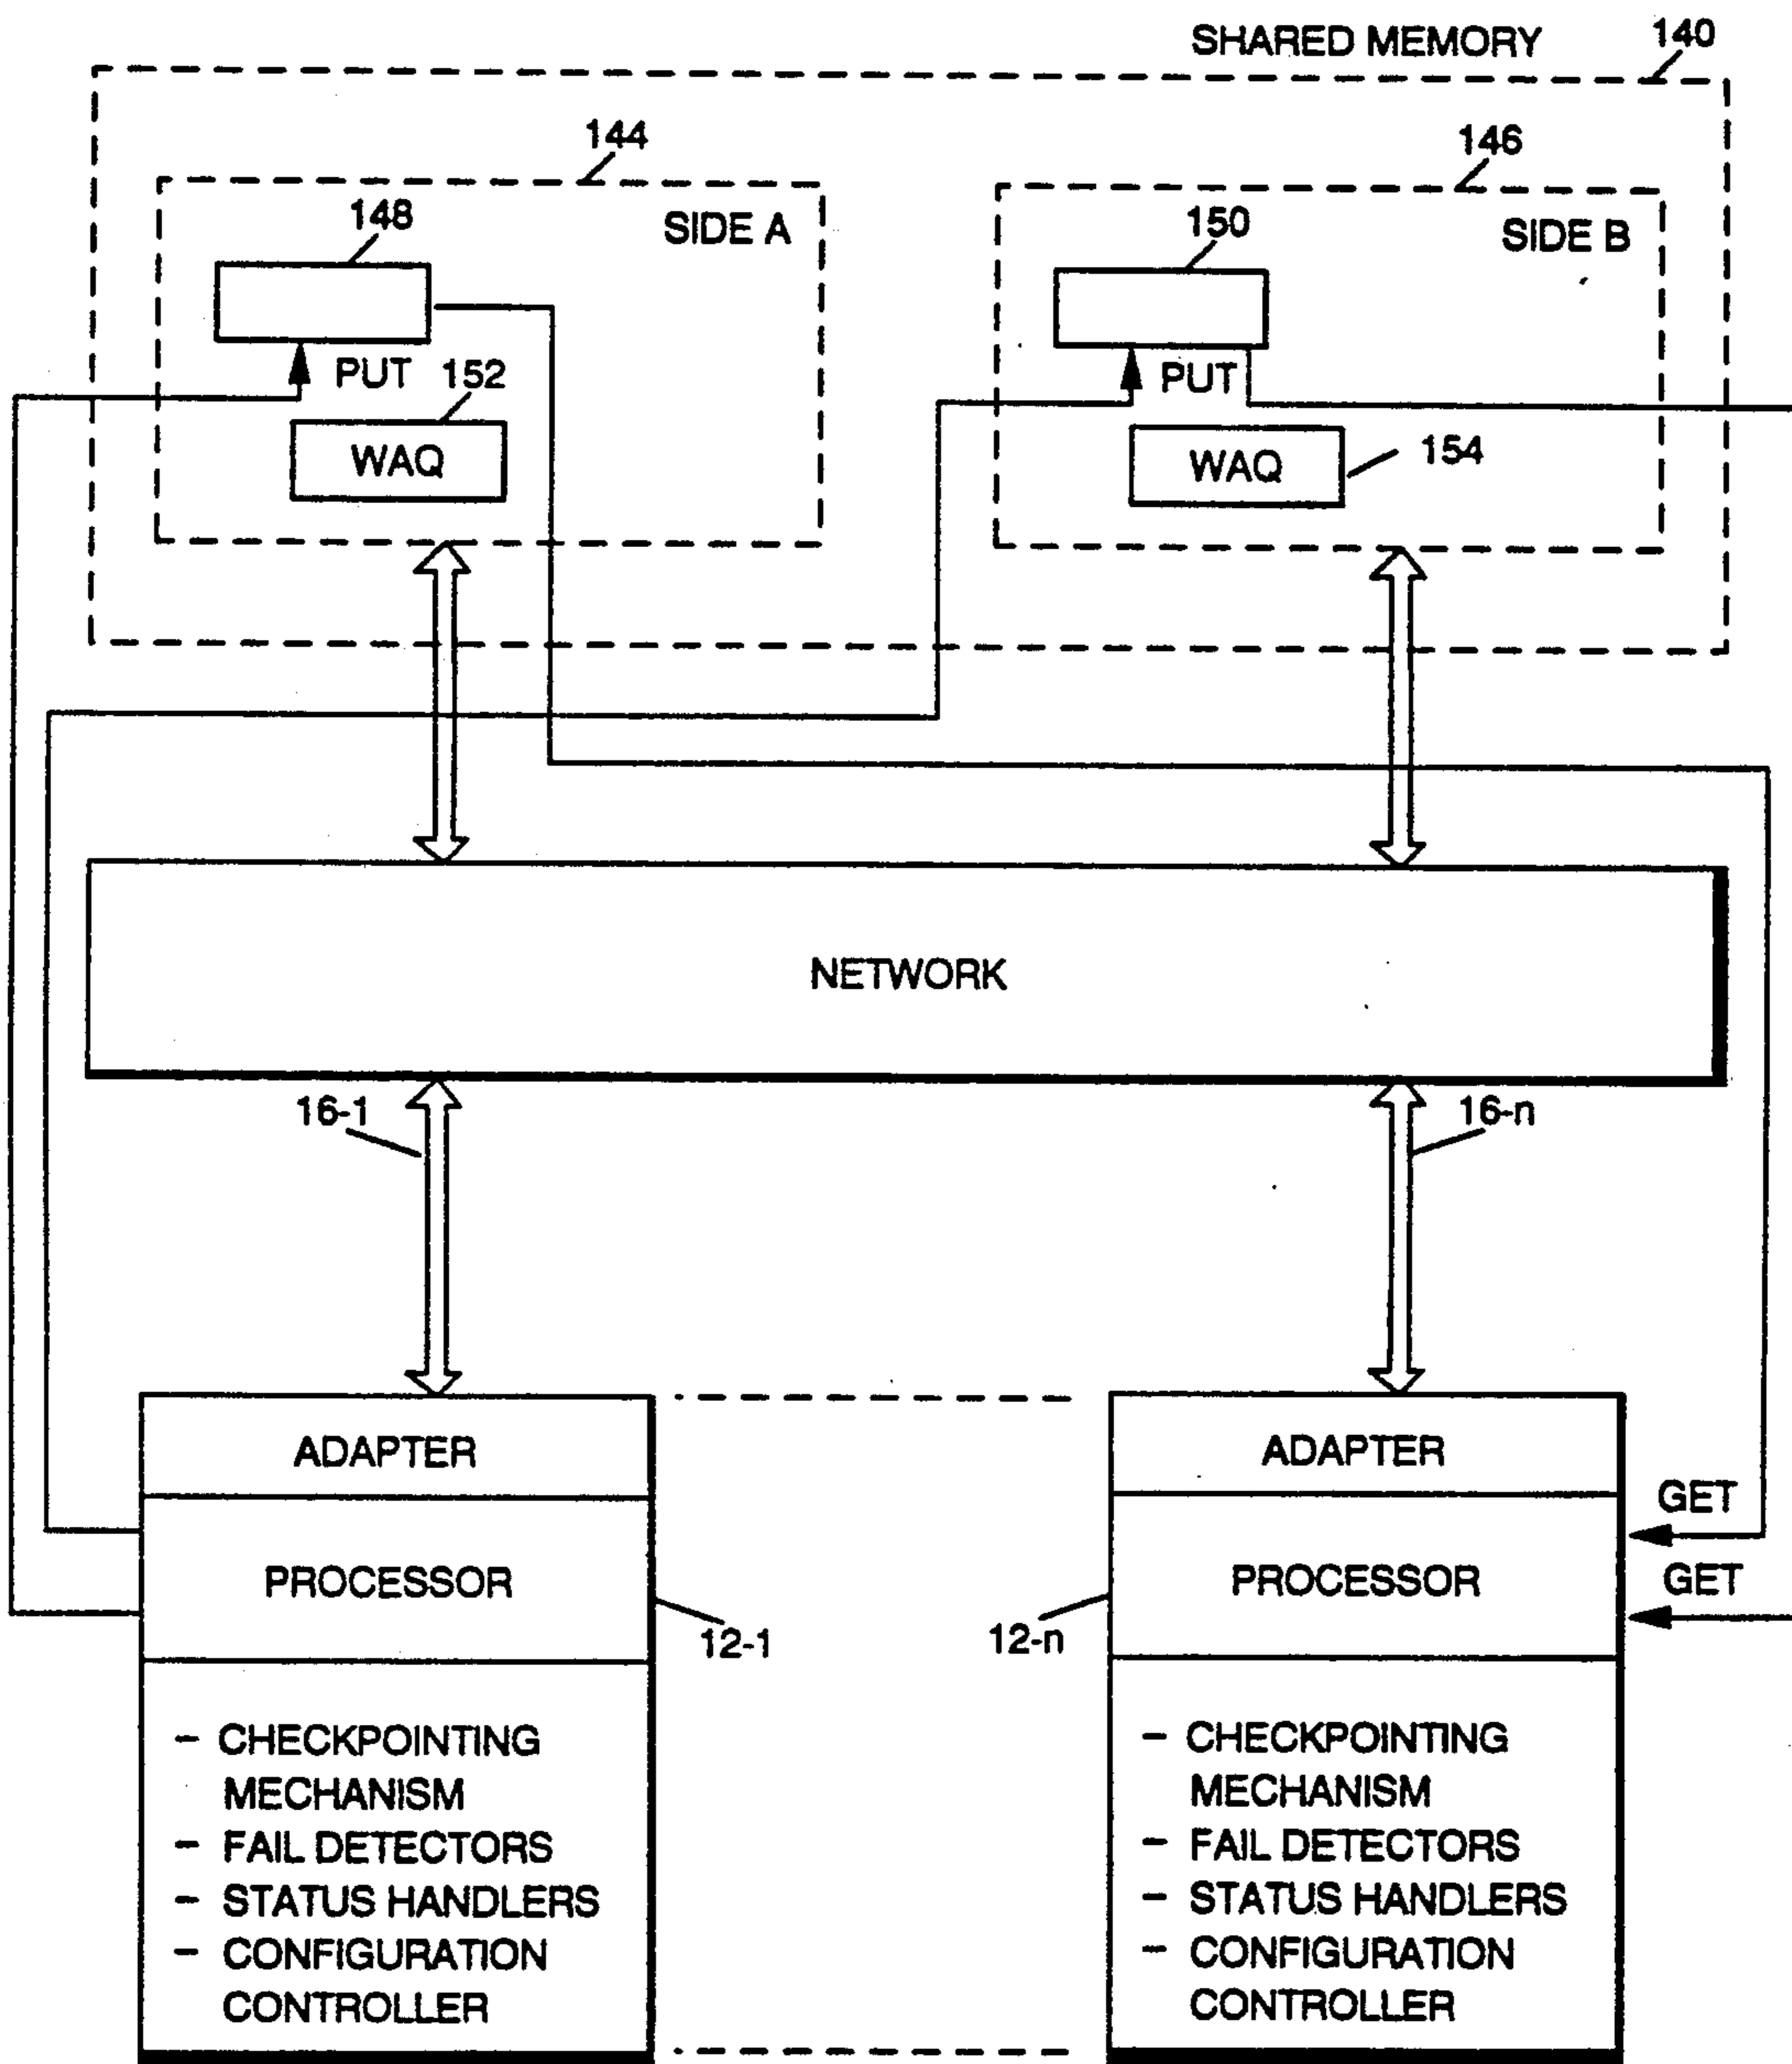 SHARED MEMORY
140
144
146
148
SIDE A
150
SIDE B
PUT
152
PUT
WAQ
WAQ
154
NETWORK
16-1
16-n
ADAPTER
ADAPTER
GET
PROCESSOR
PROCESSOR
GET
12-1
12-n
- CHECKPOINTING
MECHANISM
- FAIL DETECTORS
- STATUS HANDLERS
- CONFIGURATION
CONTROLLER
- CHECKPOINTING
MECHANISM
- FAIL DETECTORS
- STATUS HANDLERS
- CONFIGURATION
CONTROLLER